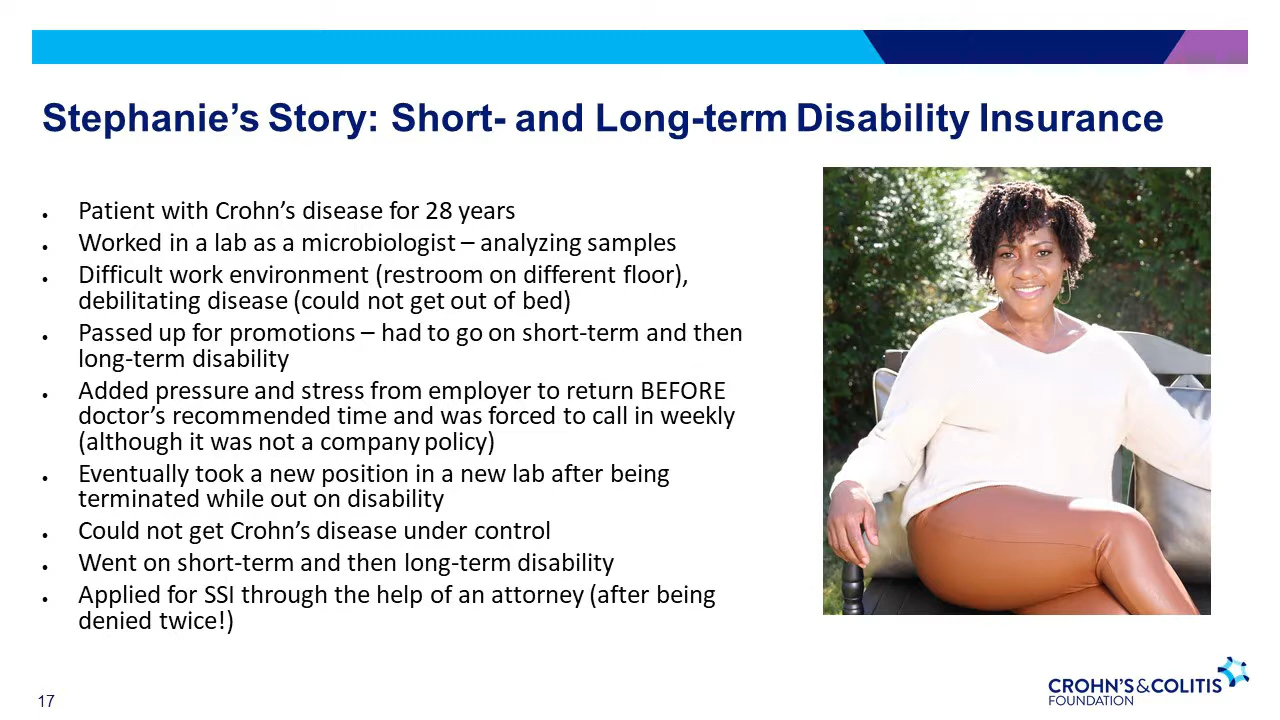 Stephanie’s Story: Short- and Long-term Disability Insurance
• Patient with Crohn’s disease for 28 years
• Worked in a lab as a microbiologist – analyzing samples
• Difficult work environment (restroom on different floor),
debilitating disease (could not get out of bed)
• Passed up for promotions – had to go on short-term and then
long-term disability
• Added pressure and stress from employer to return BEFORE
doctor’s recommended time and was forced to call in weekly
(although it was not a company policy)
• Eventually took a new position in a new lab after being
terminated while out on disability
• Could not get Crohn’s disease under control
• Went on short-term and then long-term disability
• Applied for SSI through the help of an attorney (after being
denied twice!)
17
CROHN’S & COLITIS
FOUNDATION